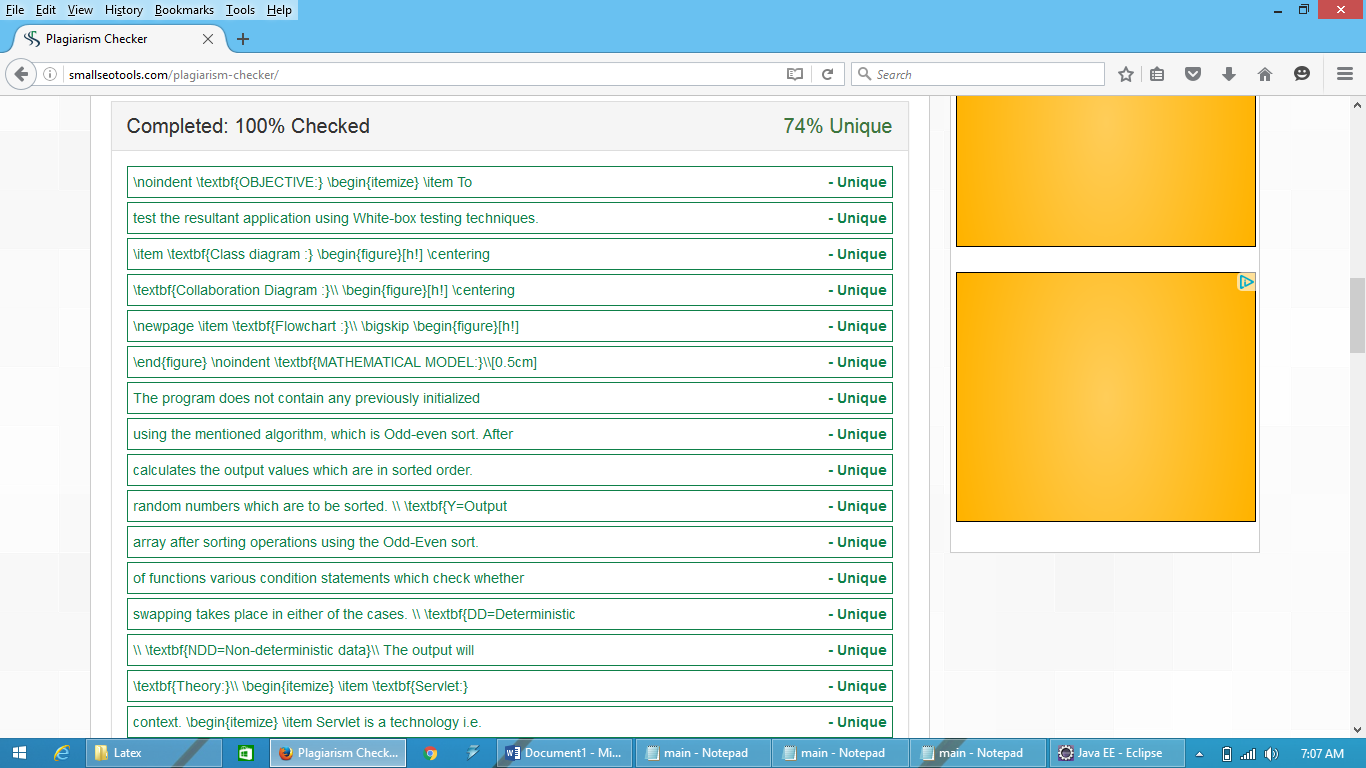 File Edit View History Bookmarks Tools Help
Plagiarism Checker
smallseotools.com/plagiarism-checker/
Search
Completed: 100% Checked 74% Unique
\noindent \textbf{OBJECTIVE:} \begin{itemize} \item To - Unique
test the resultant application using White-box testing techniques. - Unique
\item \textbf{Class diagram :} \begin{figure}[h!] \centering - Unique
\textbf{Collaboration Diagram :}\\ \begin{figure}[h!] \centering - Unique
\newpage \item \textbf{Flowchart :}\\ \bigskip \begin{figure}[h!] - Unique
\end{figure} \noindent \textbf{MATHEMATICAL MODEL:}\\[0.5cm] - Unique
The program does not contain any previously initialized - Unique
using the mentioned algorithm, which is Odd-even sort. After - Unique
calculates the output values which are in sorted order. - Unique
random numbers which are to be sorted. \\ \textbf{Y=Output - Unique
array after sorting operations using the Odd-Even sort. - Unique
of functions various condition statements which check whether - Unique
swapping takes place in either of the cases. \\ \textbf{DD=Deterministic - Unique
\\ \textbf{NDD=Non-deterministic data}\\ The output will - Unique
\textbf{Theory:}\\ \begin{itemize} \item \textbf{Servlet:} - Unique
context. \begin{itemize} \item Servlet is a technology i.e. - Unique
Latex Plagiarism Check... Document1 - Mi... main - Notepad main - Notepad main - Notepad Java EE - Eclipse 7:07 AM